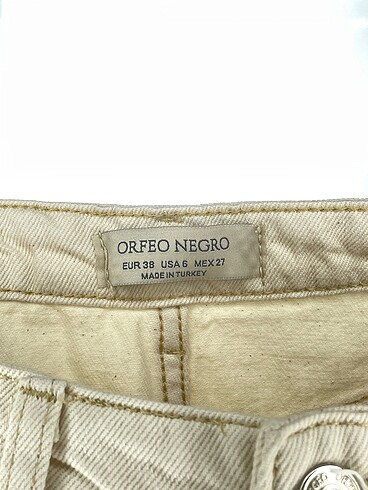 ORFEO NEGRO
EUR 38 USA 6 MEX 27
MADE IN TURKEY